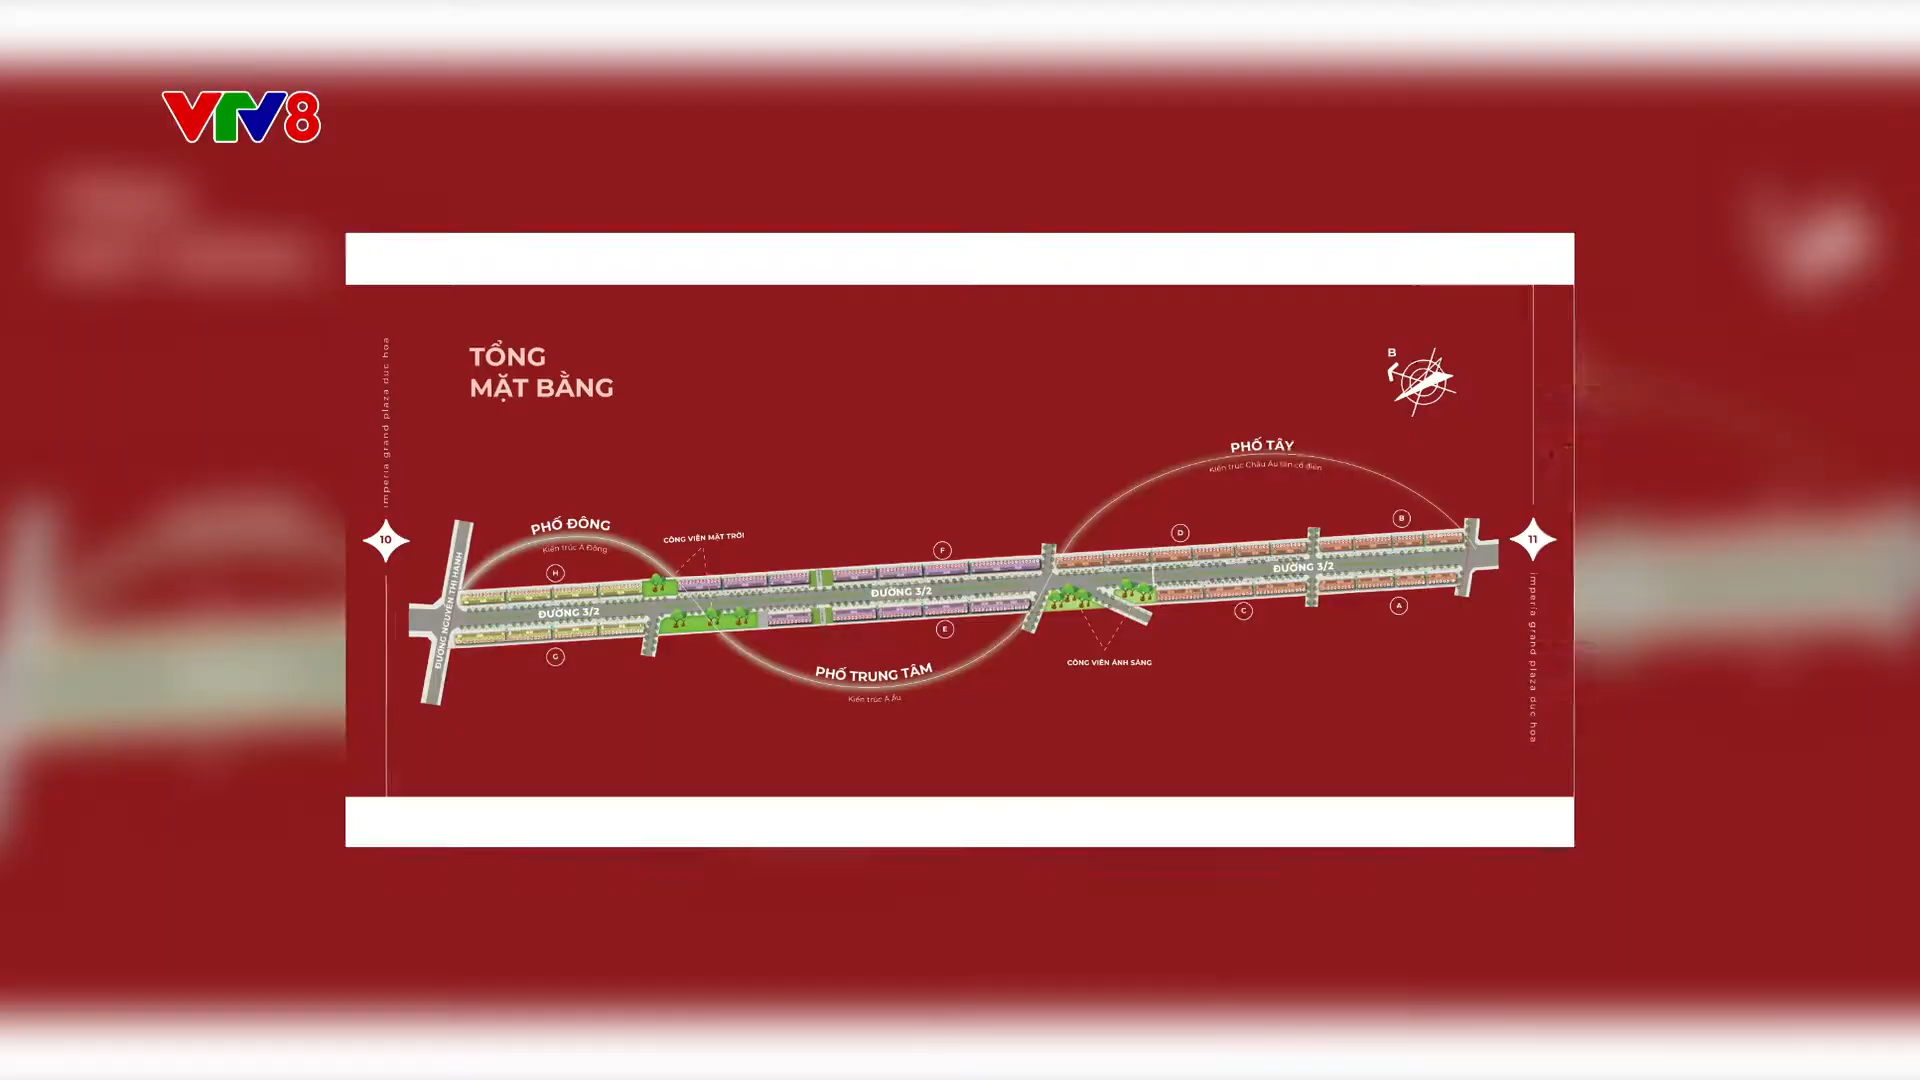 VTV8
TỔNG
MẶT BẰNG
B
imperia grand plaza duc hoa
10
11
imperia grand plaza duc hoa
PHỐ TÂY
Kiến trúc Châu Âu tân cổ điển
PHỐ ĐÔNG
Kiến trúc Á Đông
CÔNG VIÊN MẶT TRỜI
H
F
D
B
ĐƯỜNG NGUYỄN THỊ HẠNH
ĐƯỜNG 3/2
ĐƯỜNG 3/2
ĐƯỜNG 3/2
G
E
C
A
PHỐ TRUNG TÂM
Kiến trúc Á Âu
CÔNG VIÊN ÁNH SÁNG